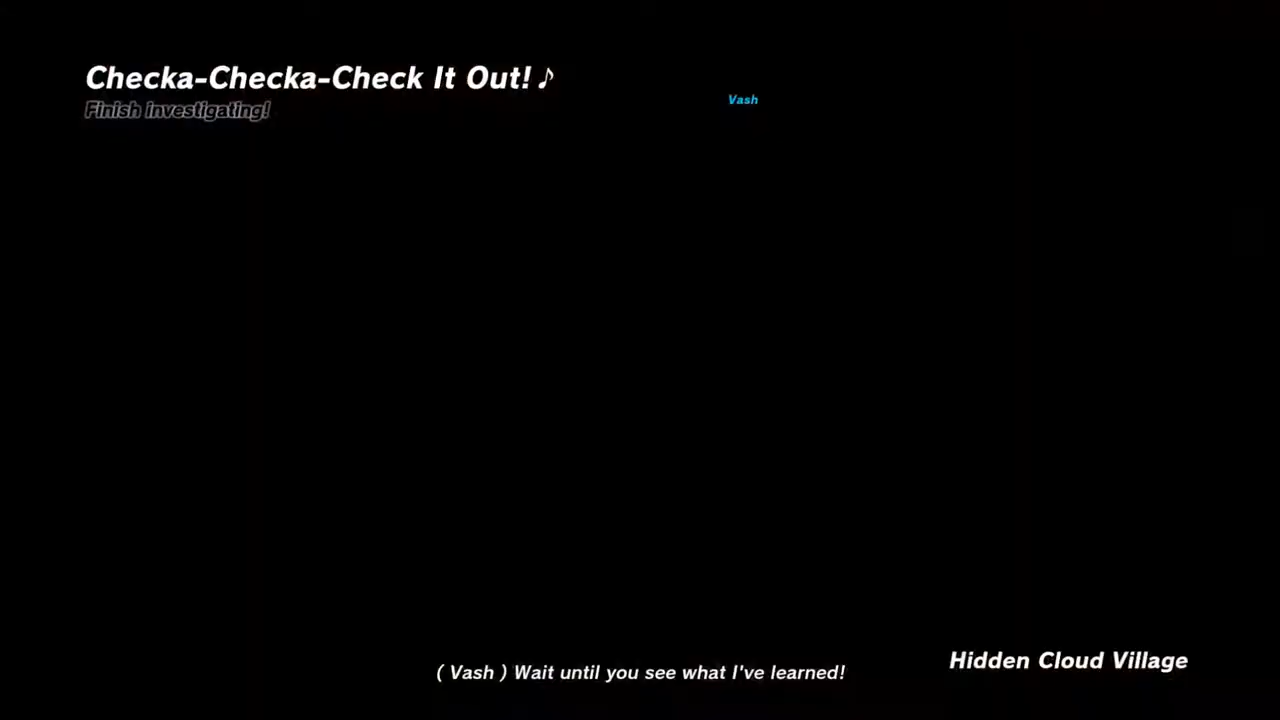 Checka-Checka-Check It Out!♪
Finish investigating!
Vash
( Vash ) Wait until you see what I've learned!
Hidden Cloud Village